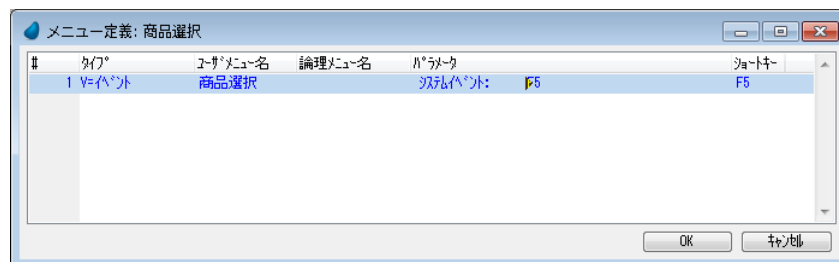 メニュー定義: 商品選択
# ﾀｲﾌﾟ ﾕｰｻﾞﾒﾆｭｰ名 論理ﾒﾆｭｰ名 ﾊﾟﾗﾒｰﾀ ｼｮｰﾄｷｰ
1 V=ｲﾍﾞﾝﾄ 商品選択 ｼｽﾃﾑｲﾍﾞﾝﾄ: F5 F5
OK ｷｬﾝｾﾙ